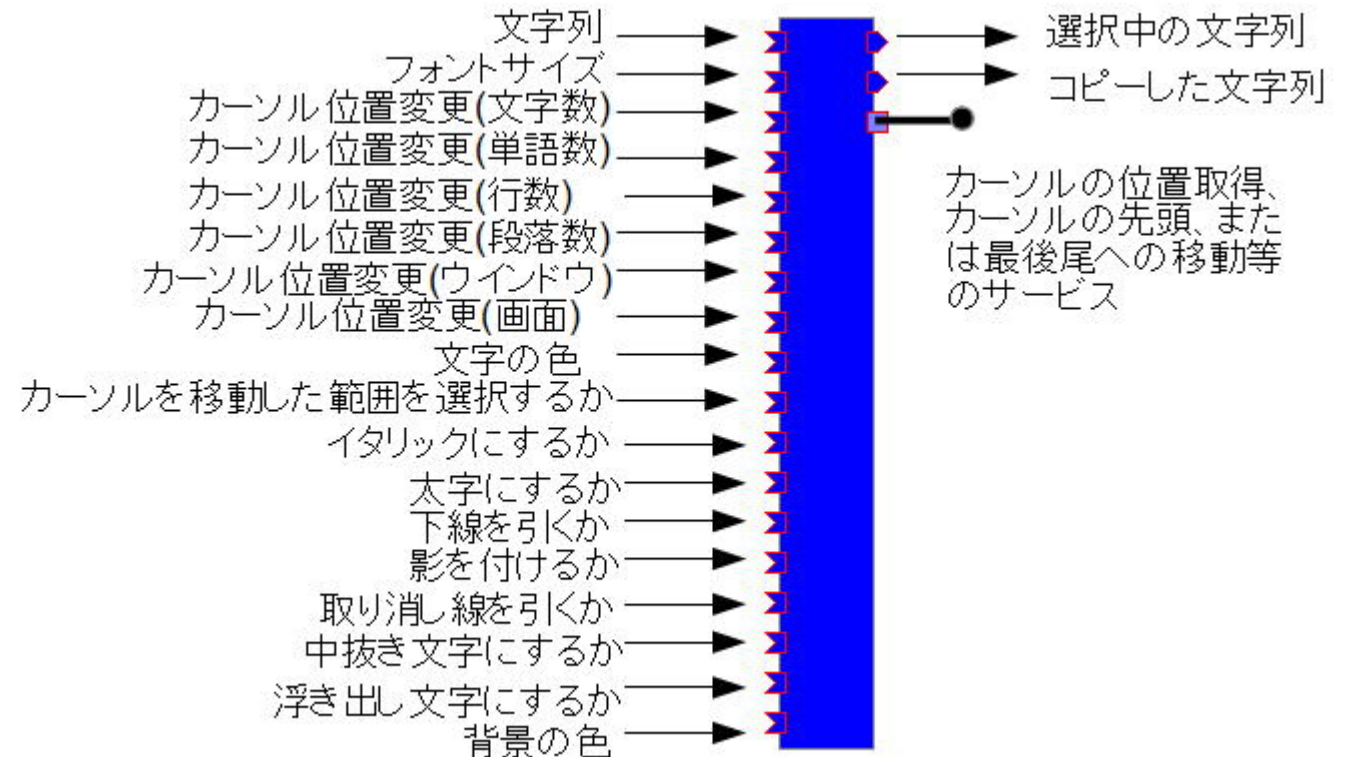 文字列
フォントサイズ
カーソル位置変更(文字数)
カーソル位置変更(単語数)
カーソル位置変更(行数)
カーソル位置変更(段落数)
カーソル位置変更(ウインドウ)
カーソル位置変更(画面)
文字の色
カーソルを移動した範囲を選択するか
イタリックにするか
太字にするか
下線を引くか
影を付けるか
取り消し線を引くか
中抜き文字にするか
浮き出し文字にするか
背景の色
選択中の文字列
コピーした文字列
カーソルの位置取得、
カーソルの先頭、また
は最後尾への移動等
のサービス